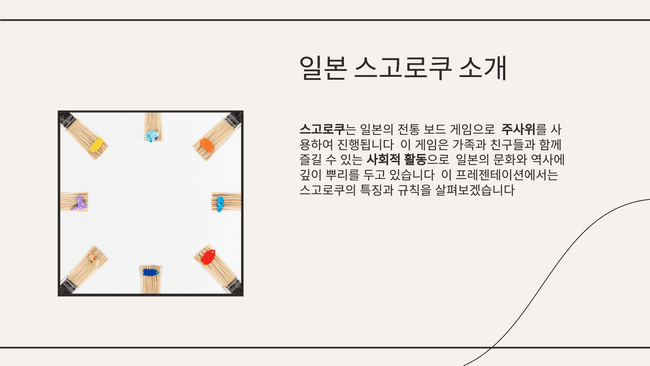 일본 스고로쿠 소개
스고로쿠는 일본의 전통 보드 게임으로 주사위를 사
용하여 진행됩니다 이 게임은 가족과 친구들과 함께
즐길 수 있는 사회적 활동으로 일본의 문화와 역사에
깊이 뿌리를 두고 있습니다 이 프레젠테이션에서는
스고로쿠의 특징과 규칙을 살펴보겠습니다